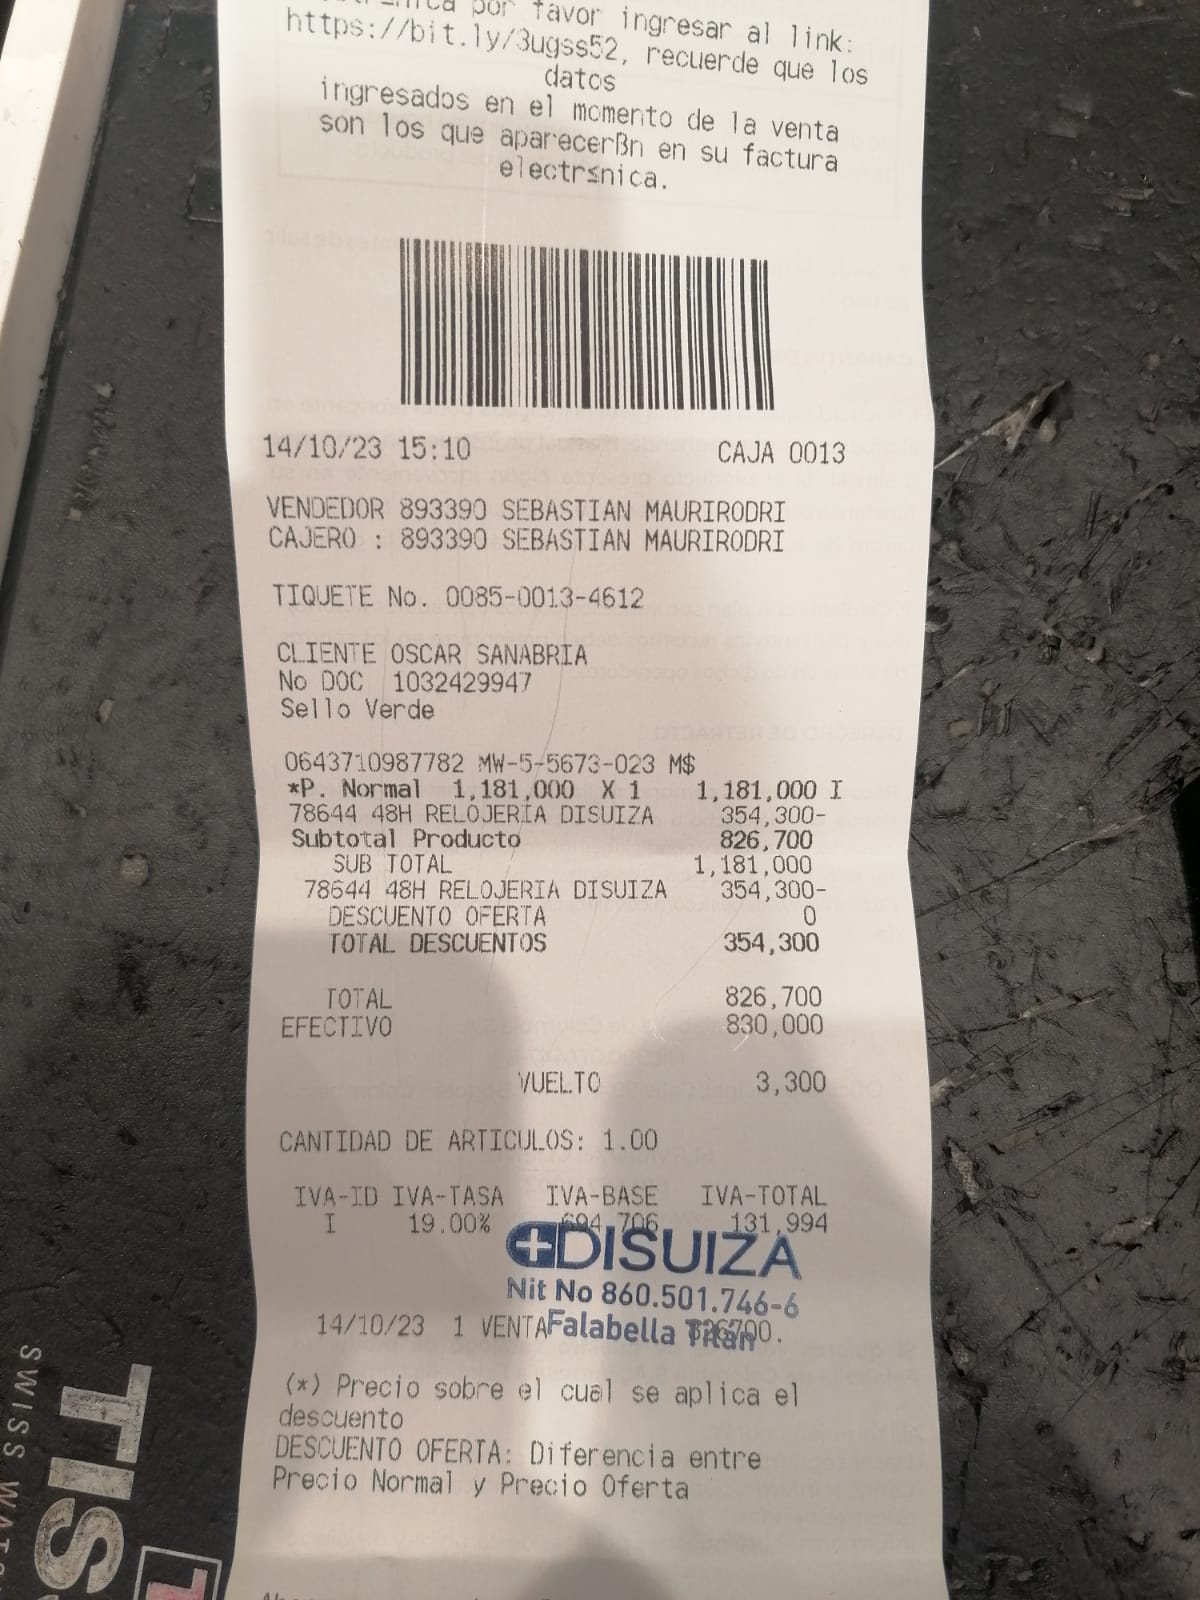 por favor ingresar al link:
https://bit.ly/3ugss52, recuerde que los
datos
ingresados en el momento de la venta
son los que aparecerßn en su factura
electr≤nica.
14/10/23 15:10 CAJA 0013
VENDEDOR 893390 SEBASTIAN MAURIRODRI
CAJERO : 893390 SEBASTIAN MAURIRODRI
TIQUETE No. 0085-0013-4612
CLIENTE OSCAR SANABRIA
No DOC 1032429947
Sello Verde
0643710987782 MW-5-5673-023 M$
*P. Normal 1,181,000 X 1 1,181,000 I
78644 48H RELOJERIA DISUIZA 354,300-
Subtotal Producto 826,700
SUB TOTAL 1,181,000
78644 48H RELOJERIA DISUIZA 354,300-
DESCUENTO OFERTA 0
TOTAL DESCUENTOS 354,300
TOTAL 826,700
EFECTIVO 830,000
VUELTO 3,300
CANTIDAD DE ARTICULOS: 1.00
IVA-ID IVA-TASA IVA-BASE IVA-TOTAL
I 19.00% 694,706 131,994
DISUIZA
Nit No 860.501.746-6
Falabella Titán
14/10/23 1 VENTA 826700.
(*) Precio sobre el cual se aplica el
descuento
DESCUENTO OFERTA: Diferencia entre
Precio Normal y Precio Oferta
TIS
SWISS